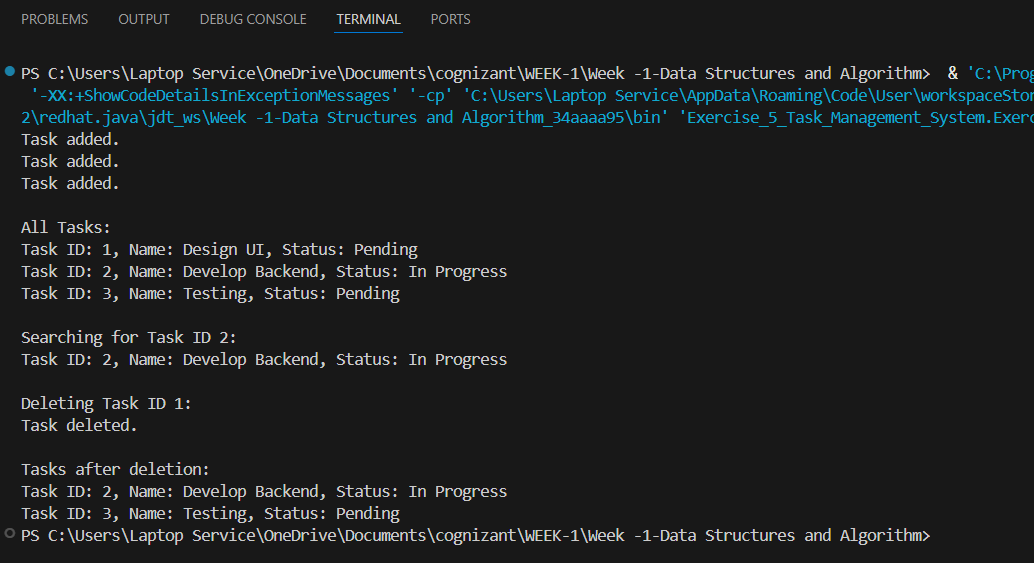 PROBLEMS OUTPUT DEBUG CONSOLE TERMINAL PORTS
PS C:\Users\Laptop Service\OneDrive\Documents\cognizant\WEEK-1\Week -1-Data Structures and Algorithm> & 'C:\Prog
'-XX:+ShowCodeDetailsInExceptionMessages' '-cp' 'C:\Users\Laptop Service\AppData\Roaming\Code\User\workspaceStor
2\redhat.java\jdt_ws\Week -1-Data Structures and Algorithm_34aaaa95\bin' 'Exercise_5_Task_Management_System.Exerc
Task added.
Task added.
Task added.
All Tasks:
Task ID: 1, Name: Design UI, Status: Pending
Task ID: 2, Name: Develop Backend, Status: In Progress
Task ID: 3, Name: Testing, Status: Pending
Searching for Task ID 2:
Task ID: 2, Name: Develop Backend, Status: In Progress
Deleting Task ID 1:
Task deleted.
Tasks after deletion:
Task ID: 2, Name: Develop Backend, Status: In Progress
Task ID: 3, Name: Testing, Status: Pending
PS C:\Users\Laptop Service\OneDrive\Documents\cognizant\WEEK-1\Week -1-Data Structures and Algorithm>